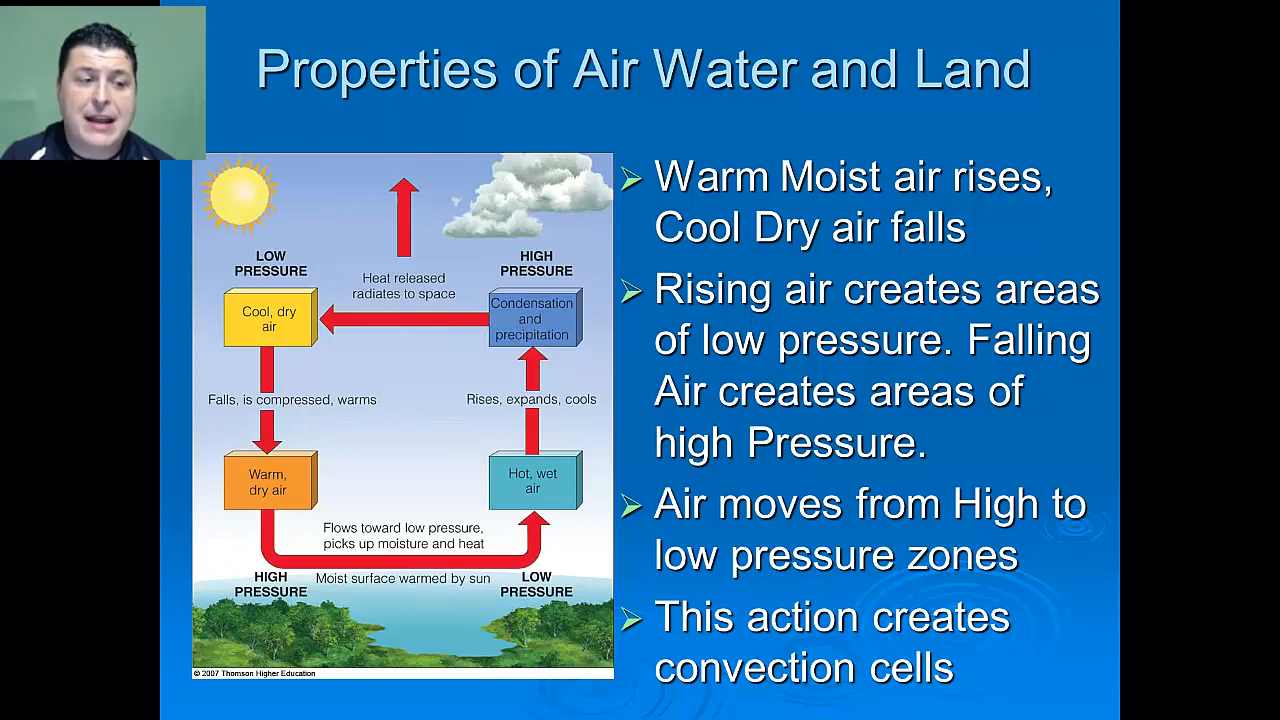 Properties of Air Water and Land
LOW
PRESSURE
HIGH
PRESSURE
Heat released
radiates to space
Cool, dry
air
Condensation
and
precipitation
Falls, is compressed, warms
Rises, expands, cools
Warm,
dry air
Hot, wet
air
Flows toward low pressure,
picks up moisture and heat
HIGH
PRESSURE
Moist surface warmed by sun
LOW
PRESSURE
© 2007 Thomson Higher Education
Warm Moist air rises,
Cool Dry air falls
Rising air creates areas
of low pressure. Falling
Air creates areas of
high Pressure.
Air moves from High to
low pressure zones
This action creates
convection cells